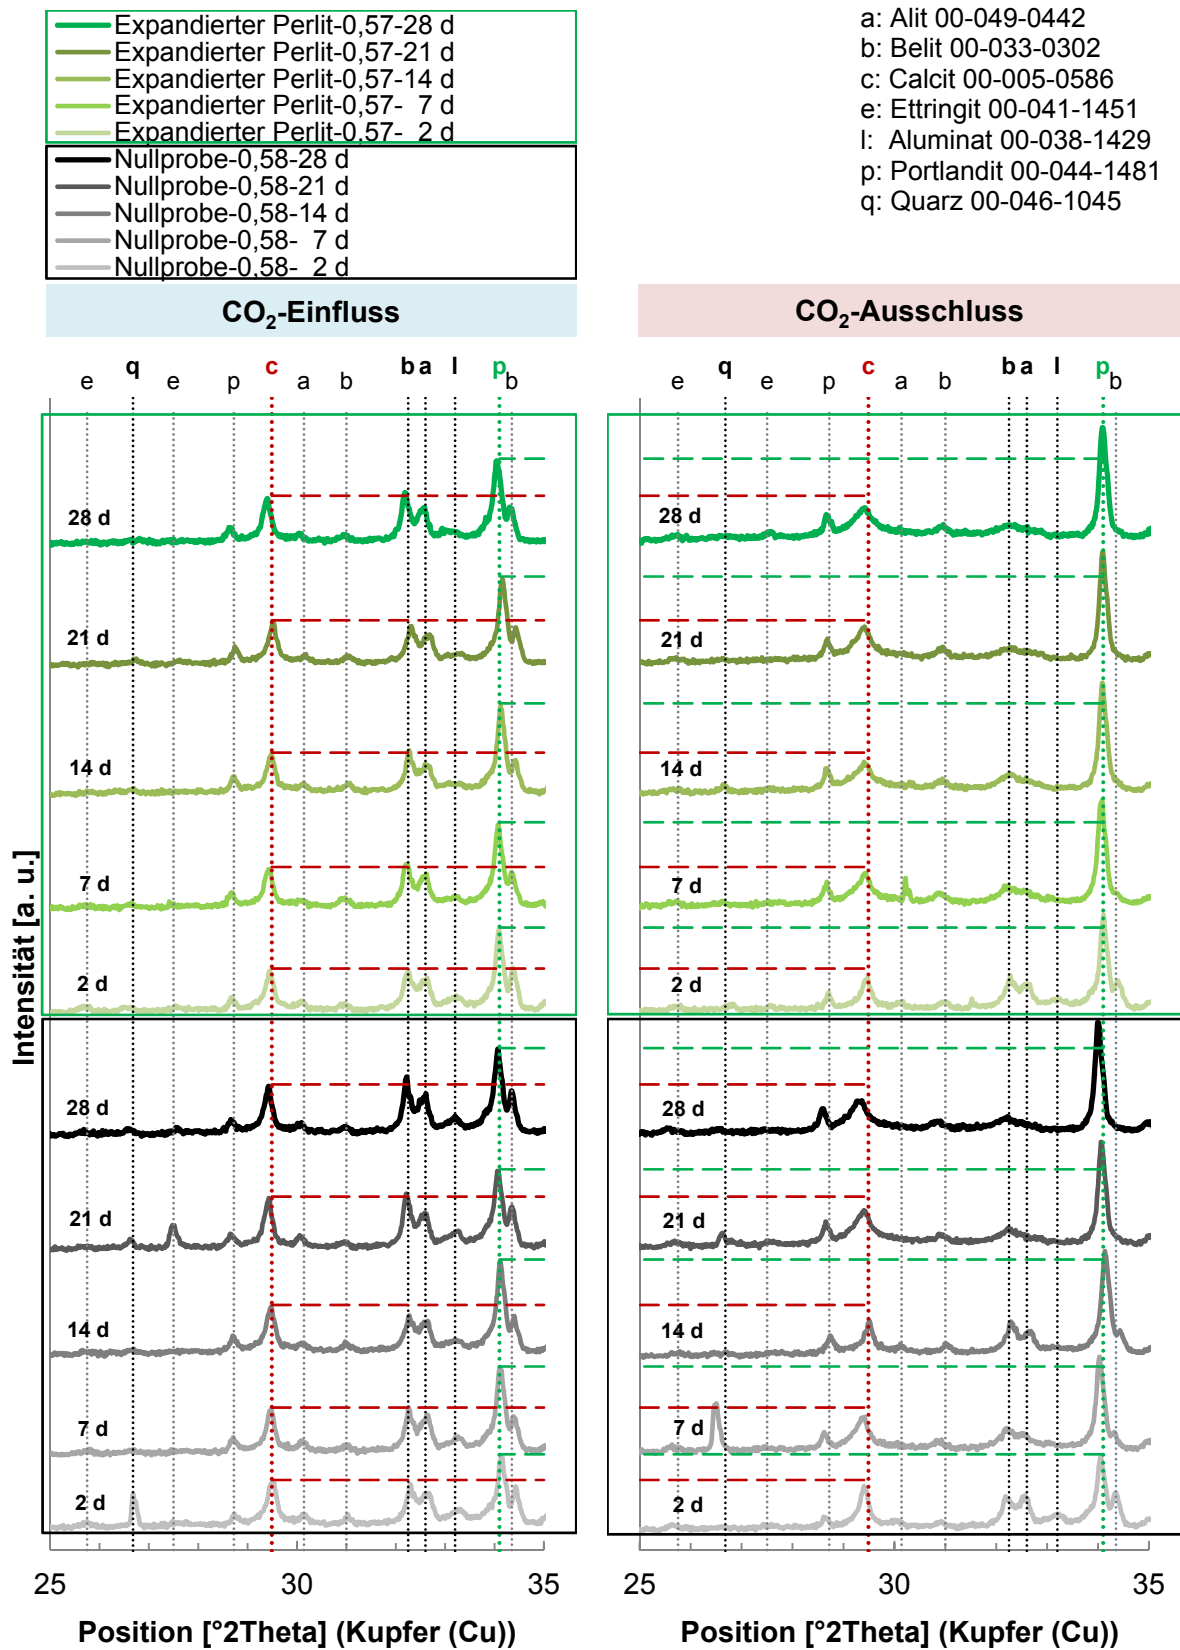 Expandierter Perlit-0,57-28 d
Expandierter Perlit-0,57-21 d
Expandierter Perlit-0,57-14 d
Expandierter Perlit-0,57-  7 d
Expandierter Perlit-0,57-  2 d
Nullprobe-0,58-28 d
Nullprobe-0,58-21 d
Nullprobe-0,58-14 d
Nullprobe-0,58-  7 d
Nullprobe-0,58-  2 d
a: Alit 00-049-0442
b: Belit 00-033-0302
c: Calcit 00-005-0586
e: Ettringit 00-041-1451
l: Aluminat 00-038-1429
p: Portlandit 00-044-1481
q: Quarz 00-046-1045
CO₂-Einfluss
e q e p c a b b a l p b
28 d
21 d
14 d
7 d
2 d
28 d
21 d
14 d
7 d
2 d
25 30 35
Position [°2Theta] (Kupfer (Cu))
Intensität [a. u.]
CO₂-Ausschluss
e q e p c a b b a l p b
28 d
21 d
14 d
7 d
2 d
28 d
21 d
14 d
7 d
2 d
25 30 35
Position [°2Theta] (Kupfer (Cu))